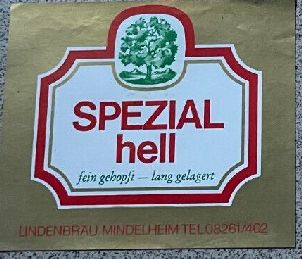 SPEZIAL
hell
fein gehopft — lang gelagert
LINDENBRÄU, MINDELHEIM TEL 08261/402